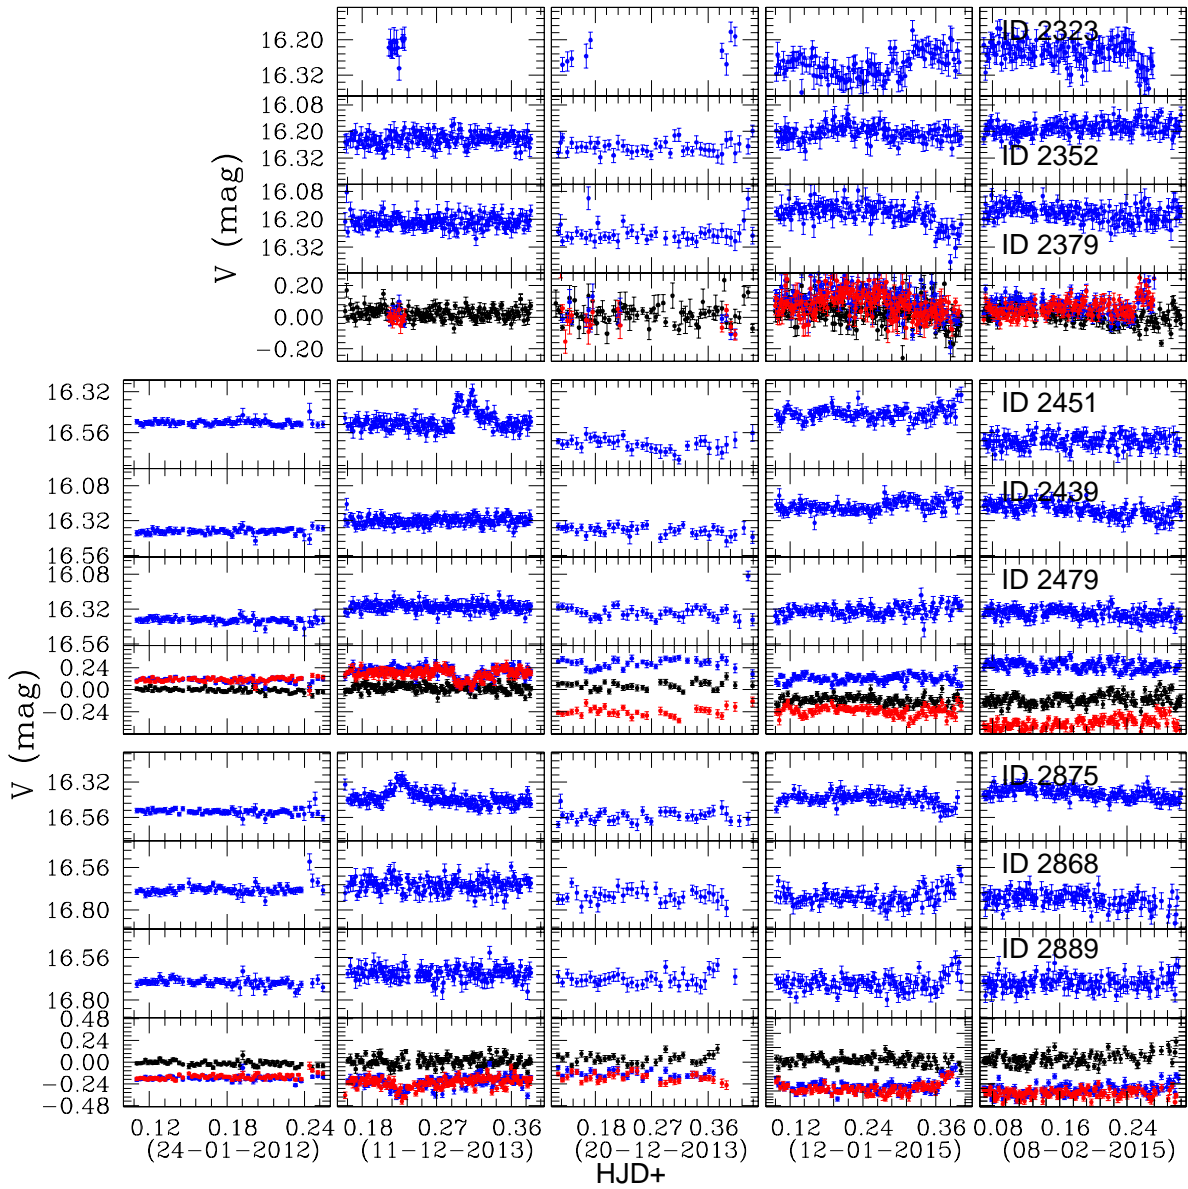 16.20 ID 2323
16.32
16.08
16.20
16.32 ID 2352
16.08
16.20
16.32 ID 2379
V (mag)
0.20
0.00
−0.20
16.32 ID 2451
16.56
16.08 ID 2439
16.32
16.56
16.08 ID 2479
16.32
16.56
0.24
0.00
−0.24
V (mag)
16.32 ID 2875
16.56
16.56 ID 2868
16.80
16.56 ID 2889
16.80
0.48
0.24
0.00
−0.24
−0.48
0.12 0.18 0.24 0.18 0.27 0.36 0.18 0.27 0.36 0.12 0.24 0.36 0.08 0.16 0.24
(24-01-2012) (11-12-2013) (20-12-2013) (12-01-2015) (08-02-2015)
HJD+